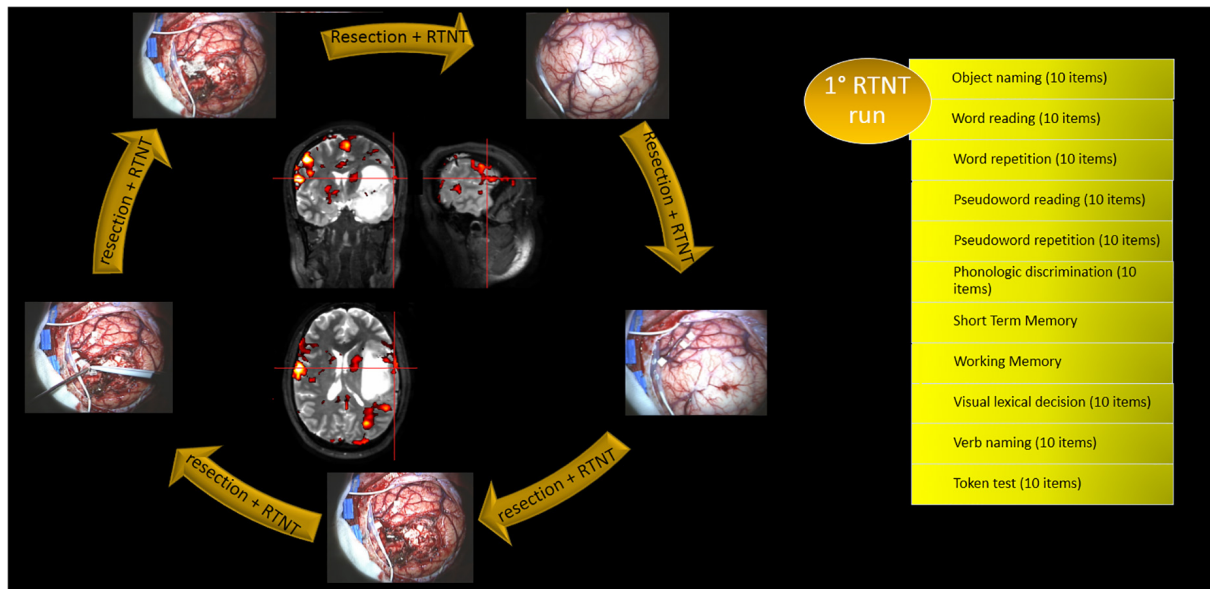 Resection + RTNT
Resection + RTNT
resection + RTNT
resection + RTNT
resection + RTNT
1° RTNT
run
Object naming (10 items)
Word reading (10 items)
Word repetition (10 items)
Pseudoword reading (10 items)
Pseudoword repetition (10 items)
Phonologic discrimination (10
items)
Short Term Memory
Working Memory
Visual lexical decision (10 items)
Verb naming (10 items)
Token test (10 items)